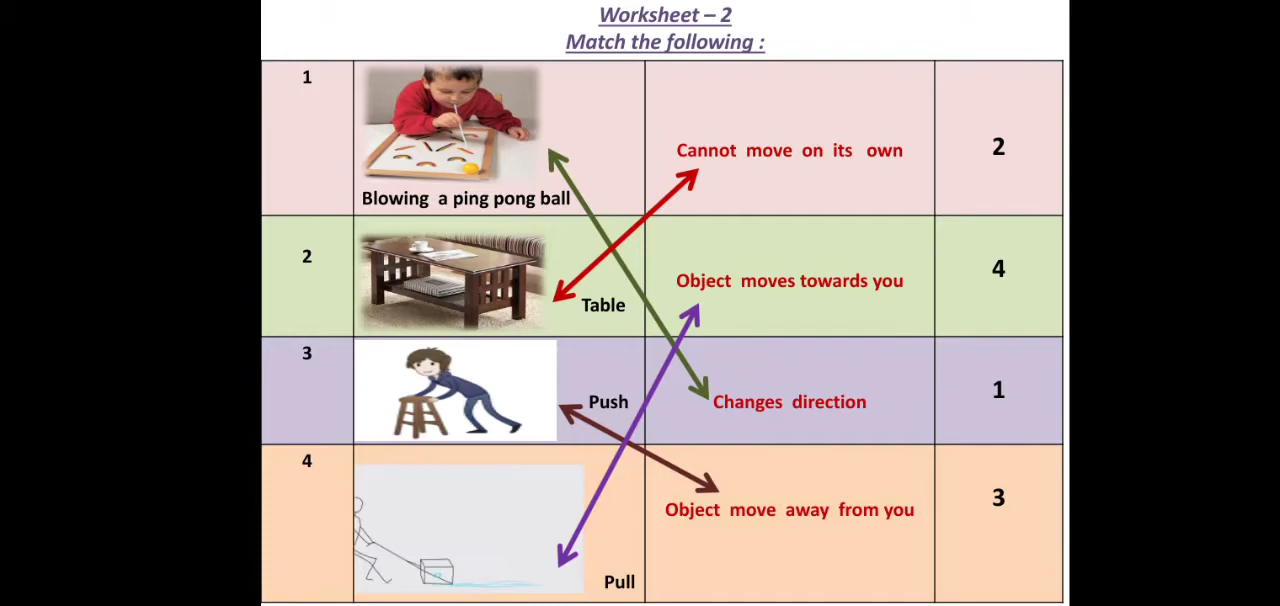 Worksheet – 2
Match the following :
1
Blowing a ping pong ball
Cannot move on its own
2
2
Table
Object moves towards you
4
3
Push
Changes direction
1
4
Pull
Object move away from you
3